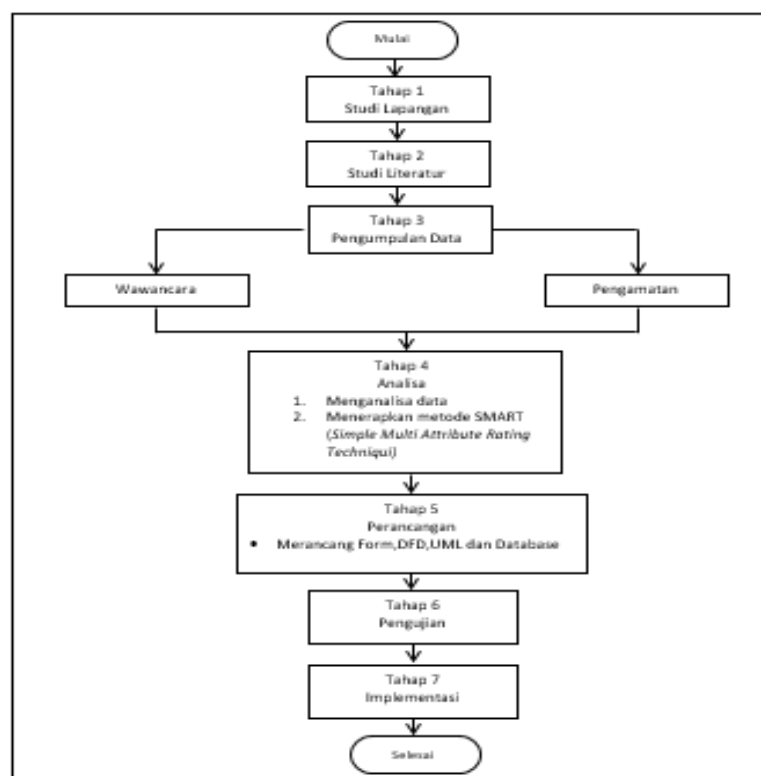 Mulai
Tahap 1
Studi Lapangan
Tahap 2
Studi Literatur
Tahap 3
Pengumpulan Data
Wawancara
Pengamatan
Tahap 4
Analisa
1. Menganalisa data
2. Menerapkan metode SMART
(Simple Multi Attribute Rating
Techniqui)
Tahap 5
Perancangan
• Merancang Form,DFD,UML dan Database
Tahap 6
Pengujian
Tahap 7
Implementasi
Selesai